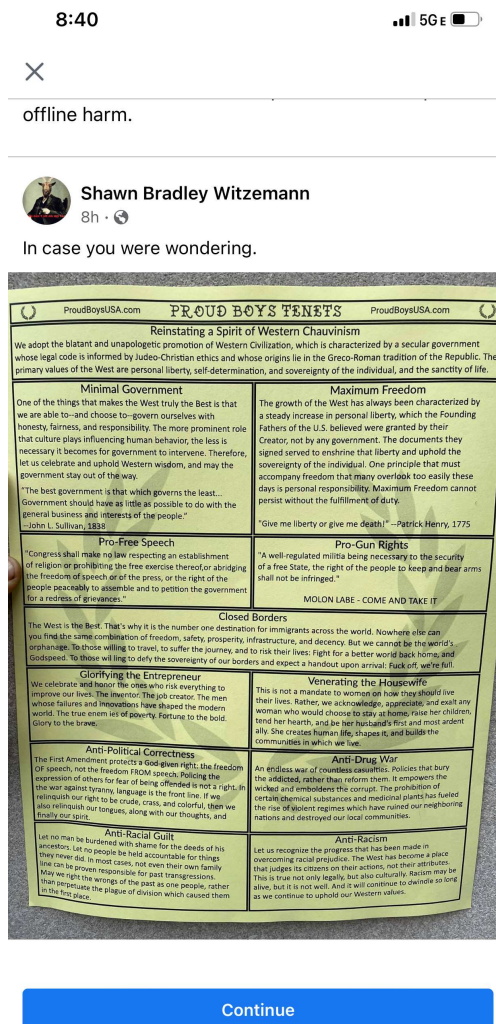 8:40
5G E
offline harm.
Shawn Bradley Witzemann
8h ·
In case you were wondering.
ProudBoysUSA.com PROUD BOYS TENETS ProudBoysUSA.com
Reinstating a Spirit of Western Chauvinism
We adopt the blatant and unapologetic promotion of Western Civilization, which is characterized by a secular government
whose legal code is informed by Judeo-Christian ethics and whose origins lie in the Greco-Roman tradition of the Republic. The
primary values of the West are personal liberty, self-determination, and sovereignty of the individual, and the sanctity of life.
Minimal Government
One of the things that makes the West truly the Best is that
we are able to--and choose to--govern ourselves with
honesty, fairness, and responsibility. The more prominent role
that culture plays influencing human behavior, the less is
necessary it becomes for government to intervene. Therefore,
let us celebrate and uphold Western wisdom, and may the
government stay out of the way.
"The best government is that which governs the least...
Government should have as little as possible to do with the
general business and interests of the people."
--John L. Sullivan, 1838
Maximum Freedom
The growth of the West has always been characterized by
a steady increase in personal liberty, which the Founding
Fathers of the U.S. believed were granted by their
Creator, not by any government. The documents they
signed served to enshrine that liberty and uphold the
sovereignty of the individual. One principle that must
accompany freedom that many overlook too easily these
days is personal responsibility. Maximum Freedom cannot
persist without the fulfillment of duty.
"Give me liberty or give me death!" --Patrick Henry, 1775
Pro-Free Speech
"Congress shall make no law respecting an establishment
of religion or prohibiting the free exercise thereof,or abridging
the freedom of speech or of the press, or the right of the
people peaceably to assemble and to petition the government
for a redress of grievances."
Pro-Gun Rights
"A well-regulated militia being necessary to the security
of a free State, the right of the people to keep and bear arms
shall not be infringed."
MOLON LABE - COME AND TAKE IT
Closed Borders
The West is the Best. That's why it is the number one destination for immigrants across the world. Nowhere else can
you find the same combination of freedom, safety, prosperity, infrastructure, and decency. But we cannot be the world's
orphanage. To those willing to travel, to suffer the journey, and to risk their lives: Fight for a better world back home, and
Godspeed. To those wil ling to defy the sovereignty of our borders and expect a handout upon arrival: Fuck off, we're full.
Glorifying the Entrepreneur
We celebrate and honor the ones who risk everything to
improve our lives. The inventor. The job creator. The men
whose failures and innovations have shaped the modern
world. The true enem ies of poverty. Fortune to the bold.
Glory to the brave.
Venerating the Housewife
This is not a mandate to women on how they should live
their lives. Rather, we acknowledge, appreciate, and exalt any
woman who would choose to stay at home, raise her children,
tend her hearth, and be her husband's first and most ardent
ally. She creates human life, shapes it, and builds the
communities in which we live.
Anti-Political Correctness
The First Amendment protects a God-given right: the freedom
OF speech, not the freedom FROM speech. Policing the
expression of others for fear of being offended is not a right. In
the war against tyranny, language is the front line. If we
relinquish our right to be crude, crass, and colorful, then we
also relinquish our tongues, along with our thoughts, and
finally our spirit.
Anti-Drug War
An endless war of countless casualties. Policies that bury
the addicted, rather than reform them. It empowers the
wicked and emboldens the corrupt. The prohibition of
certain chemical substances and medicinal plants has fueled
the rise of violent regimes which have ruined our neighboring
nations and destroyed our local communities.
Anti-Racial Guilt
Let no man be burdened with shame for the deeds of his
ancestors. Let no people be held accountable for things
they never did. In most cases, not even their own family
line can be proven responsible for past transgressions.
May we right the wrongs of the past as one people, rather
than perpetuate the plague of division which caused them
in the first place.
Anti-Racism
Let us recognize the progress that has been made in
overcoming racial prejudice. The West has become a place
that judges its citizens on their actions, not their attributes.
This is true not only legally, but also culturally. Racism may be
alive, but it is not well. And it will continue to dwindle so long
as we continue to uphold our Western values.
Continue